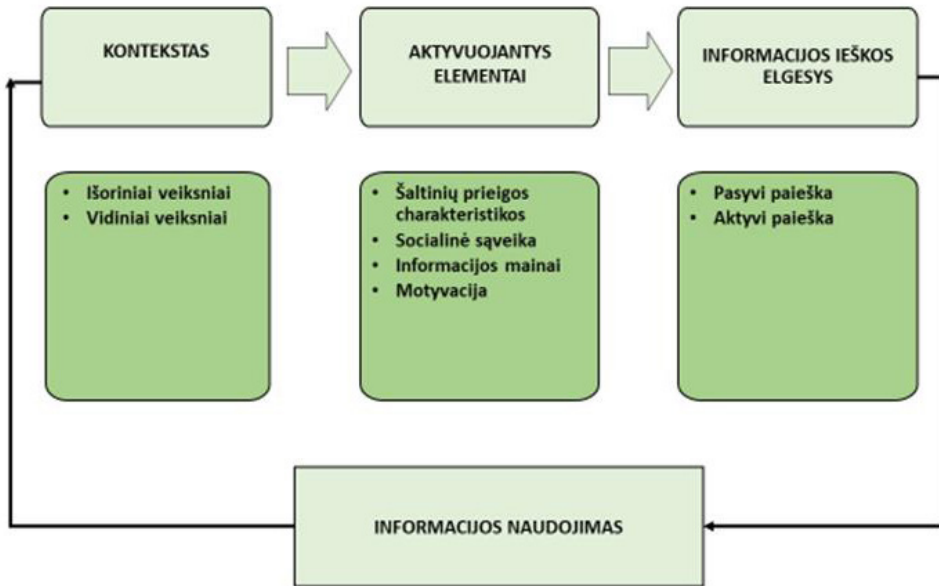 KONTEKSTAS
AKTYVUOJANTYS
ELEMENTAI
INFORMACIJOS IEŠKOS
ELGESYS
• Išoriniai veiksniai
• Vidiniai veiksniai
• Šaltinių prieigos
charakteristikos
• Socialinė sąveika
• Informacijos mainai
• Motyvacija
• Pasyvi paieška
• Aktyvi paieška
INFORMACIJOS NAUDOJIMAS